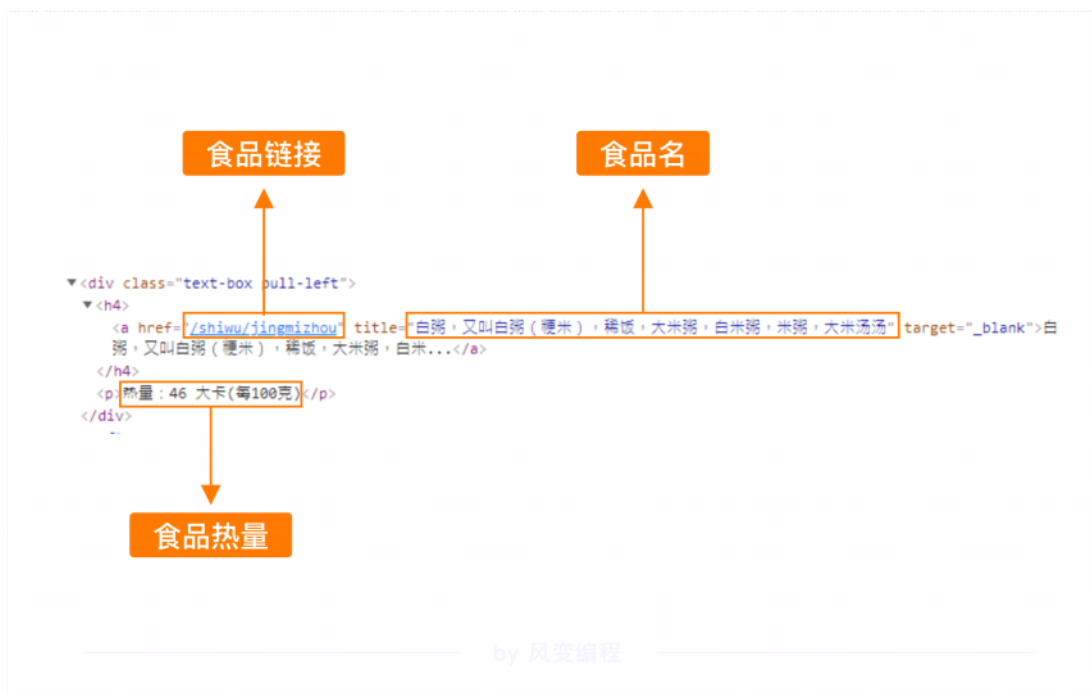 食品链接
食品名
▼<div class="text-box pull-left">
▼<h4>
<a href="/shiwu/jingmizhou" title="白粥，又叫白粥（粳米），稀饭，大米粥，白米粥，米粥，大米汤汤" target="_blank">白
粥，又叫白粥（粳米），稀饭，大米粥，白米...</a>
</h4>
<p>热量：46 大卡(每100克)</p>
</div>
食品热量
by 风变编程